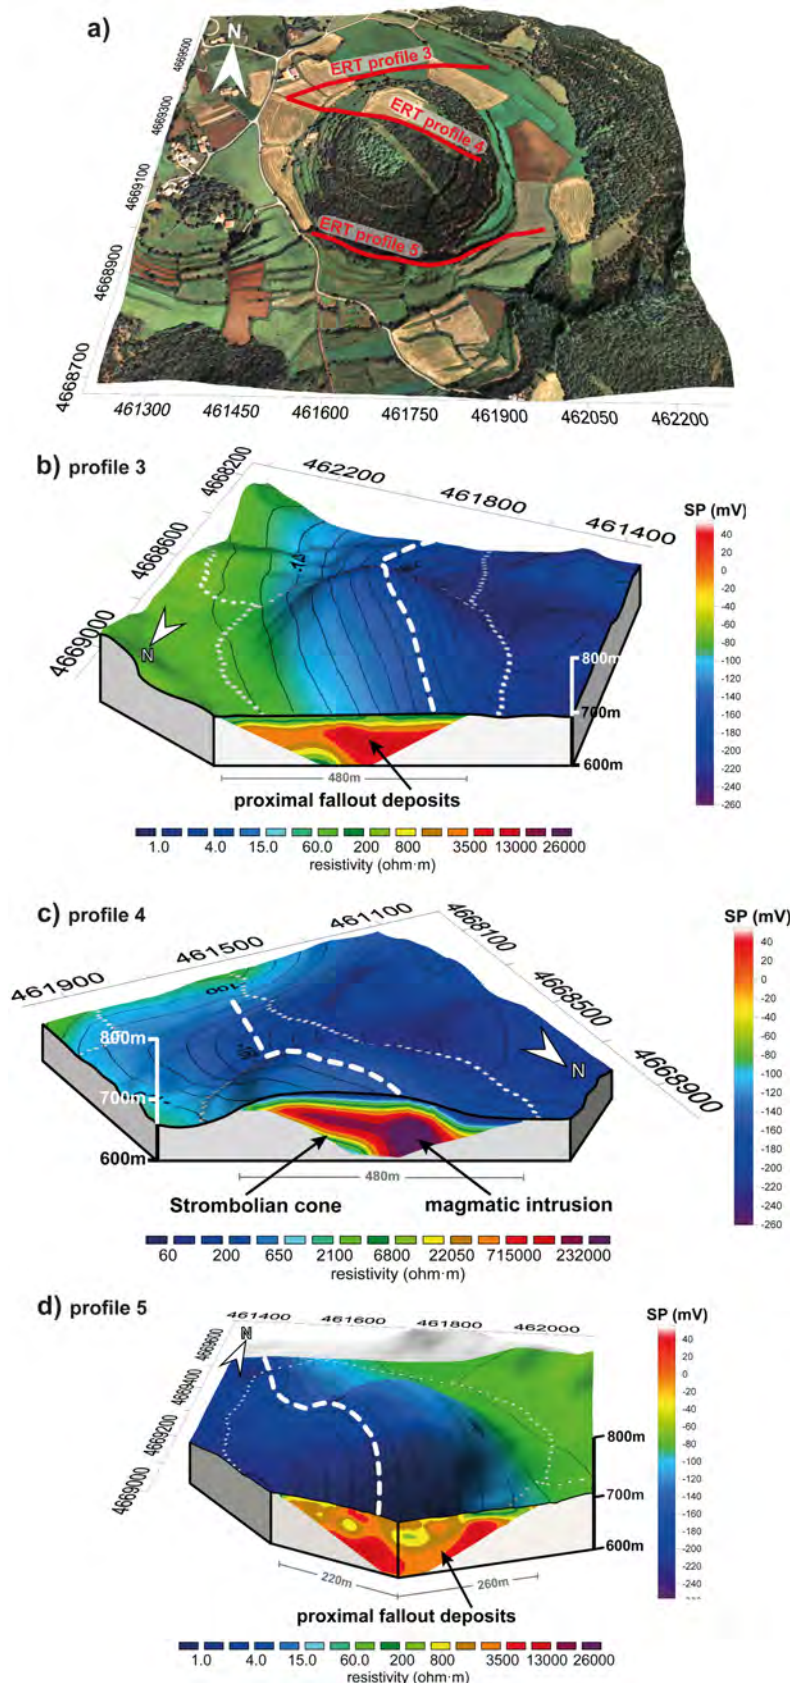 a)
N
ERT profile 3
ERT profile 4
ERT profile 5
4669500
4669300
4669100
4668900
4668700
461300 461450 461600 461750 461900 462050 462200
b) profile 3
4668200
4668600
4669000
462200 461800 461400
N
800m
700m
600m
480m
proximal fallout deposits
SP (mV)
40
20
0
-20
-40
-60
-80
-100
-120
-140
-160
-180
-200
-220
-240
-260
1.0 4.0 15.0 60.0 200 800 3500 13000 26000
resistivity (ohm·m)
c) profile 4
461900 461500 461100
4668100
4668500
4668900
100
N
800m
700m
600m
480m
Strombolian cone
magmatic intrusion
SP (mV)
40
20
0
-20
-40
-60
-80
-100
-120
-140
-160
-180
-200
-220
-240
-260
60 200 650 2100 6800 22050 715000 232000
resistivity (ohm·m)
d) profile 5
461400 461600 461800 462000
N
4669600
4669400
4669200
4669000
800m
700m
600m
220m
260m
proximal fallout deposits
SP (mV)
40
20
0
-20
-40
-60
-80
-100
-120
-140
-160
-180
-200
-220
-240
1.0 4.0 15.0 60.0 200 800 3500 13000 26000
resistivity (ohm·m)